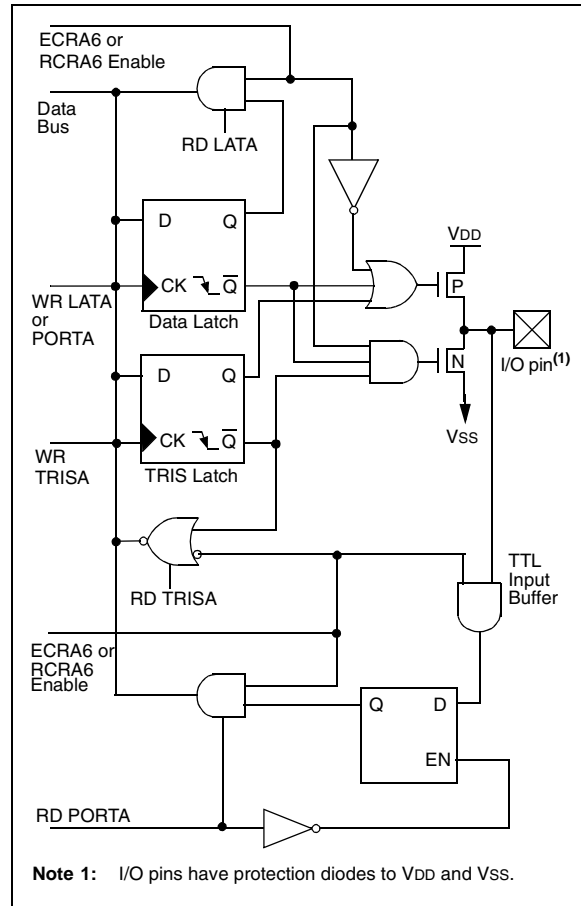 ECRA6 or
RCRA6 Enable
Data
Bus
RD LATA
D Q
VDD
CK Q
P
WR LATA
or
PORTA
Data Latch
N
I/O pin(1)
D Q
VSS
CK Q
WR
TRISA
TRIS Latch
TTL
Input
Buffer
RD TRISA
ECRA6 or
RCRA6
Enable
Q D
EN
RD PORTA
Note 1: I/O pins have protection diodes to VDD and VSS.